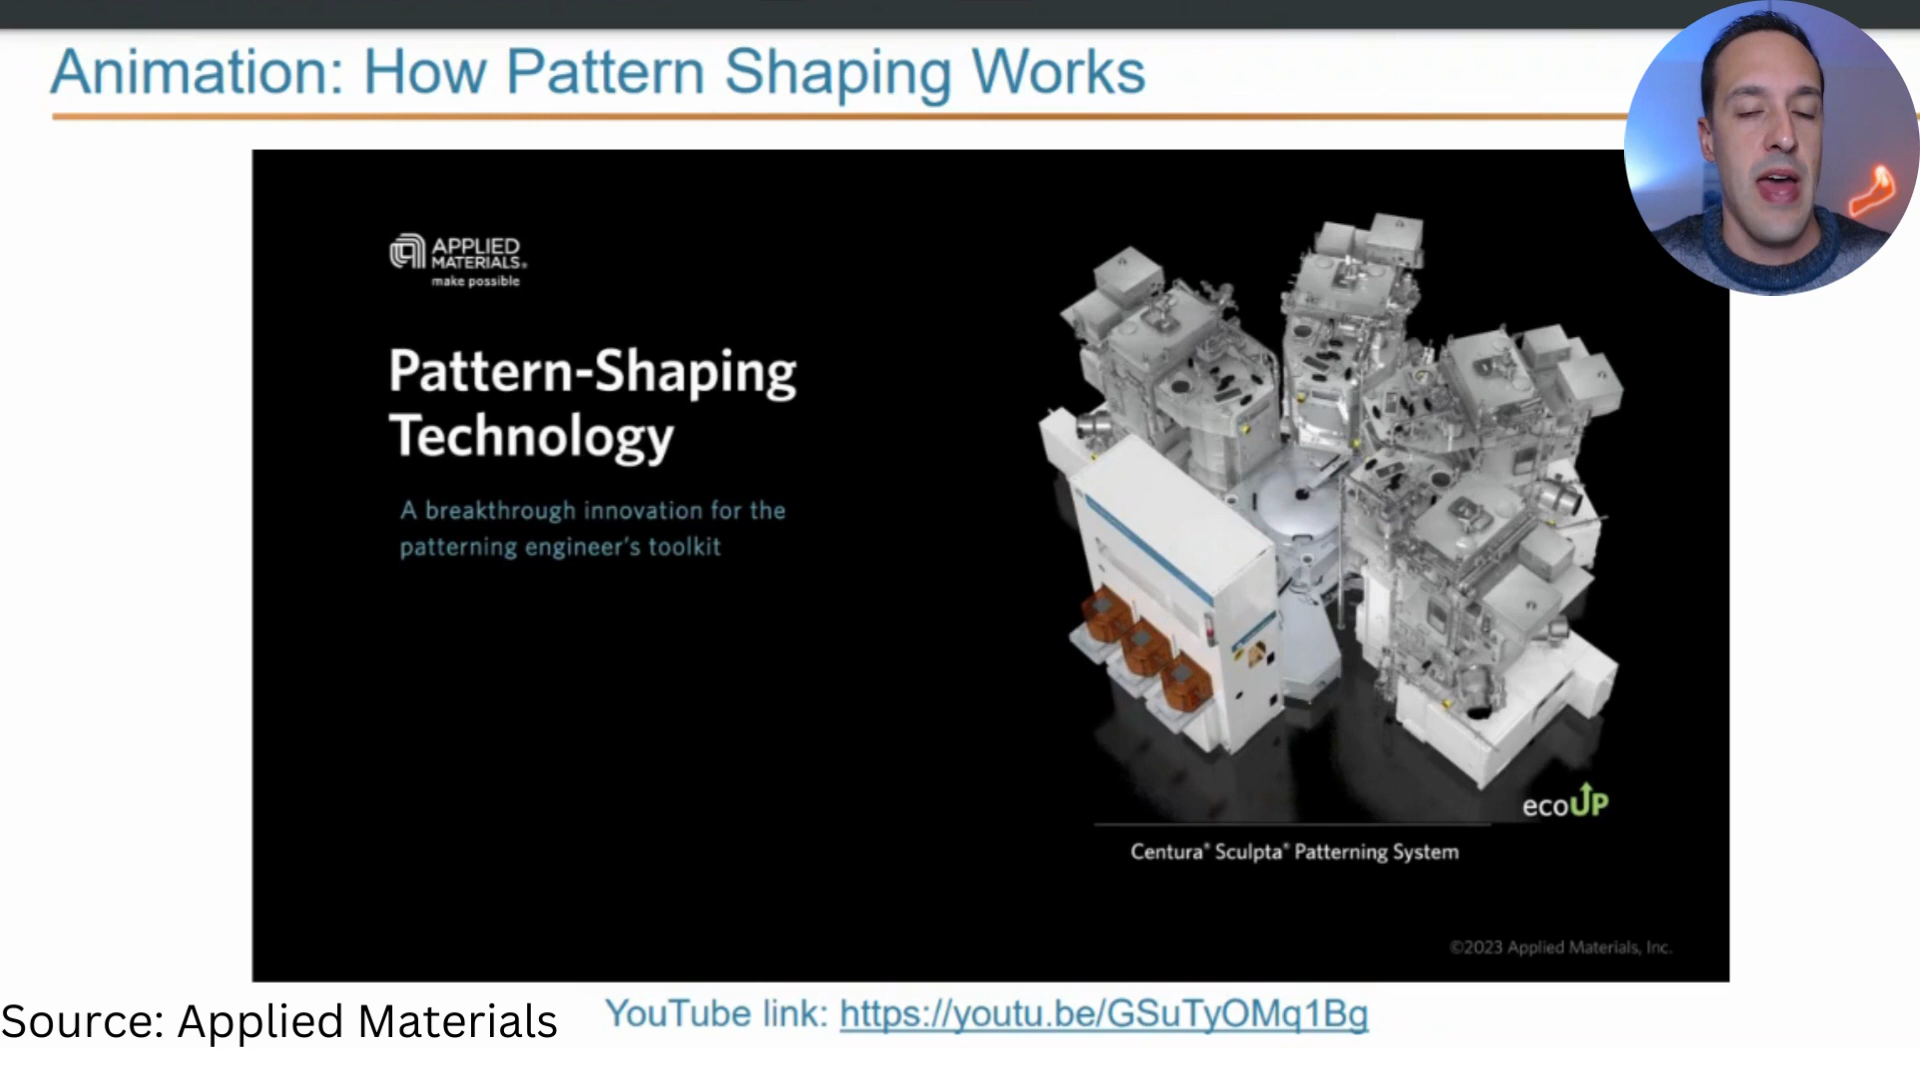 Animation: How Pattern Shaping Works
APPLIED
MATERIALS®
make possible
Pattern-Shaping
Technology
A breakthrough innovation for the
patterning engineer's toolkit
ecoUP
Centura® Sculpta® Patterning System
©2023 Applied Materials, Inc.
Source: Applied Materials
YouTube link: https://youtu.be/GSuTyOMq1Bg